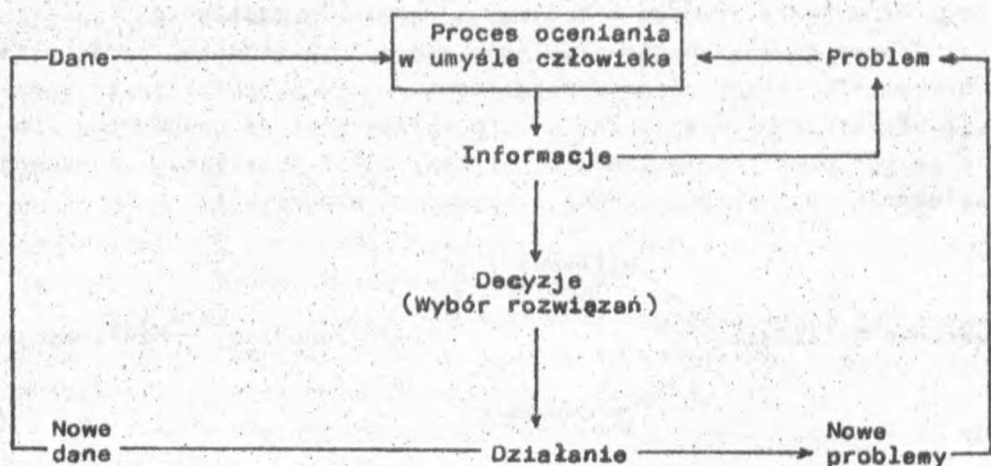 Proces oceniania
w umyśle człowieka
Dane
Problem
Informacje
Decyzje
(Wybór rozwiązań)
Nowe
dane
Działanie
Nowe
problemy